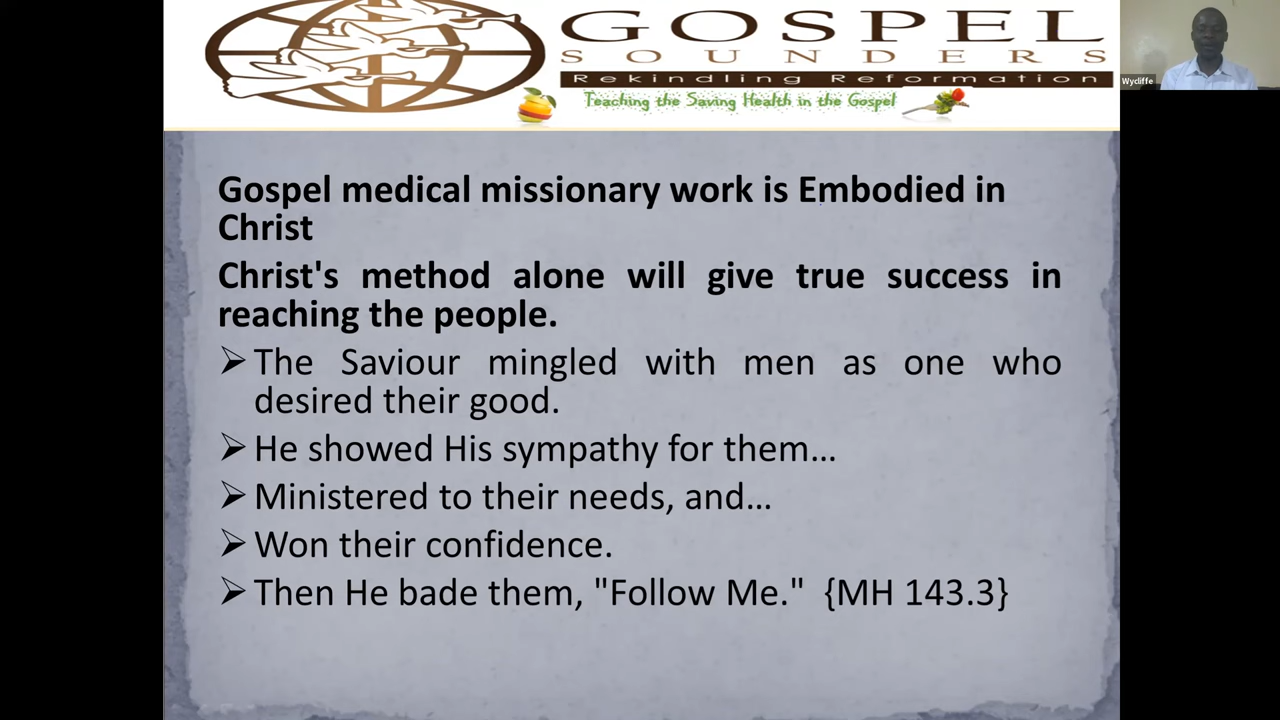 GOSPEL
SOUNDERS
Rekindling Reformation
Teaching the Saving Health in the Gospel
Wycliffe
Gospel medical missionary work is Embodied in
Christ
Christ's method alone will give true success in
reaching the people.
➢The Saviour mingled with men as one who
desired their good.
➢He showed His sympathy for them…
➢Ministered to their needs, and…
➢Won their confidence.
➢Then He bade them, "Follow Me." {MH 143.3}